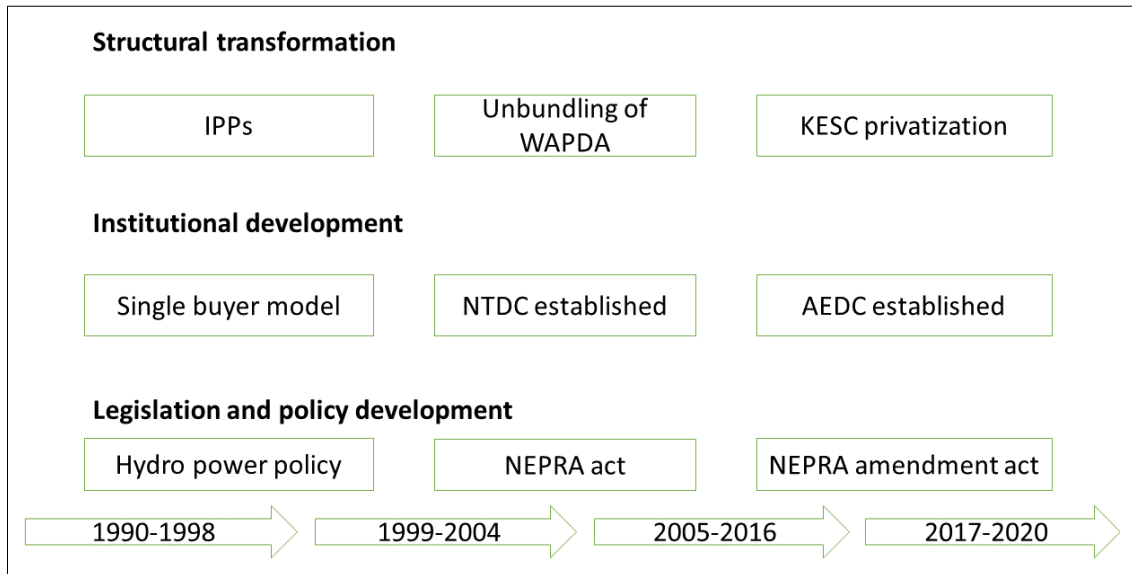 Structural transformation
IPPs
Unbundling of
WAPDA
KESC privatization
Institutional development
Single buyer model
NTDC established
AEDC established
Legislation and policy development
Hydro power policy
NEPRA act
NEPRA amendment act
1990-1998
1999-2004
2005-2016
2017-2020